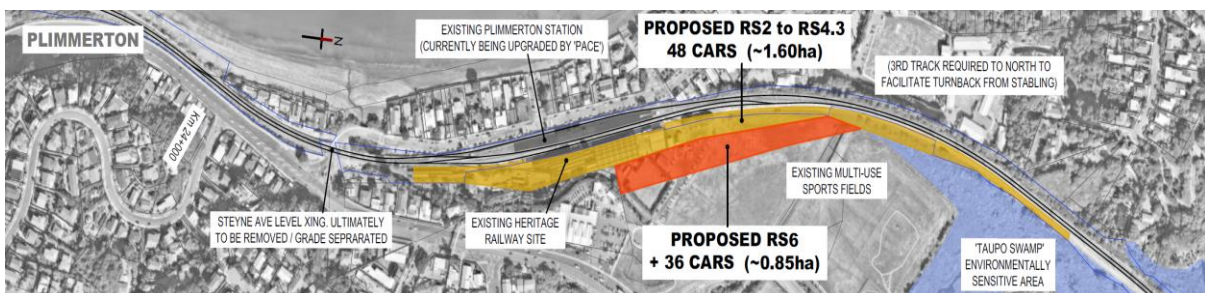 PLIMMERTON
N
EXISTING PLIMMERTON STATION
(CURRENTLY BEING UPGRADED BY 'PACE')
PROPOSED RS2 to RS4.3
48 CARS (~1.60ha)
(3RD TRACK REQUIRED TO NORTH TO
FACILITATE TURNBACK FROM STABLING)
Km 24+000
STEYNE AVE LEVEL XING. ULTIMATELY
TO BE REMOVED / GRADE SEPRARATED
EXISTING HERITAGE
RAILWAY SITE
PROPOSED RS6
+ 36 CARS (~0.85ha)
EXISTING MULTI-USE
SPORTS FIELDS
'TAUPO SWAMP'
ENVIRONMENTALLY
SENSITIVE AREA